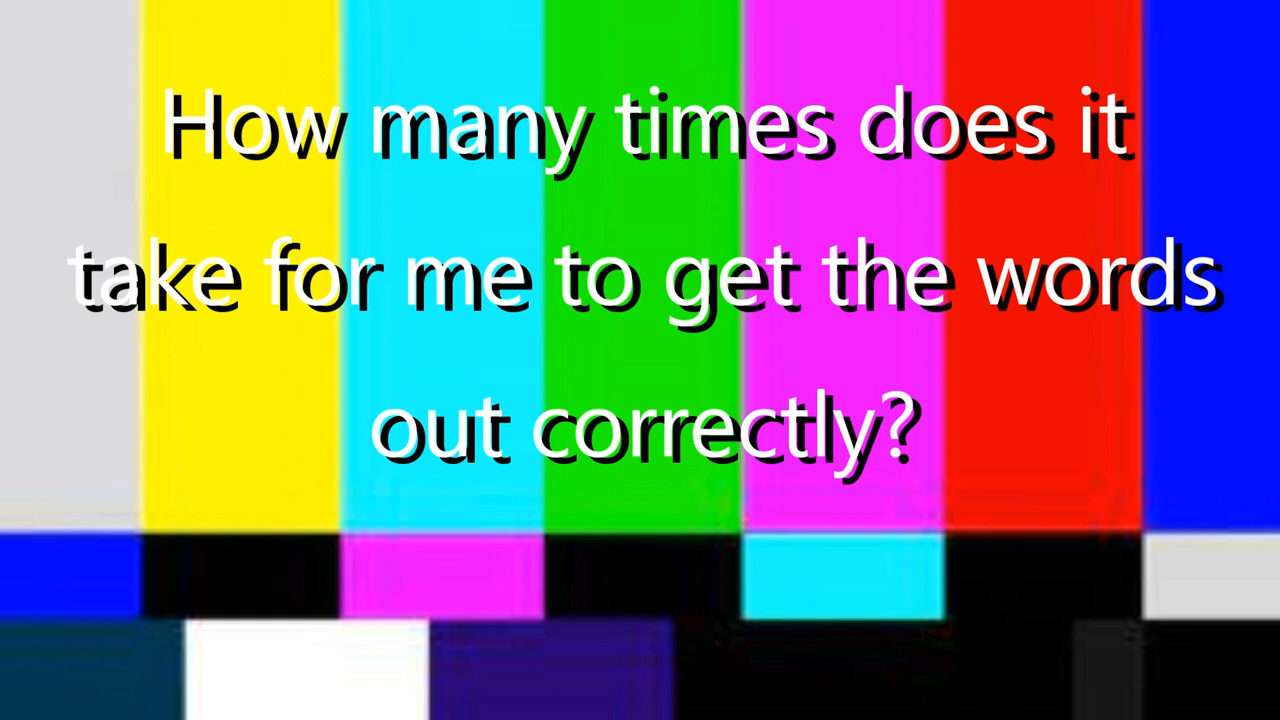 How many times does it
take for me to get the words
out correctly?